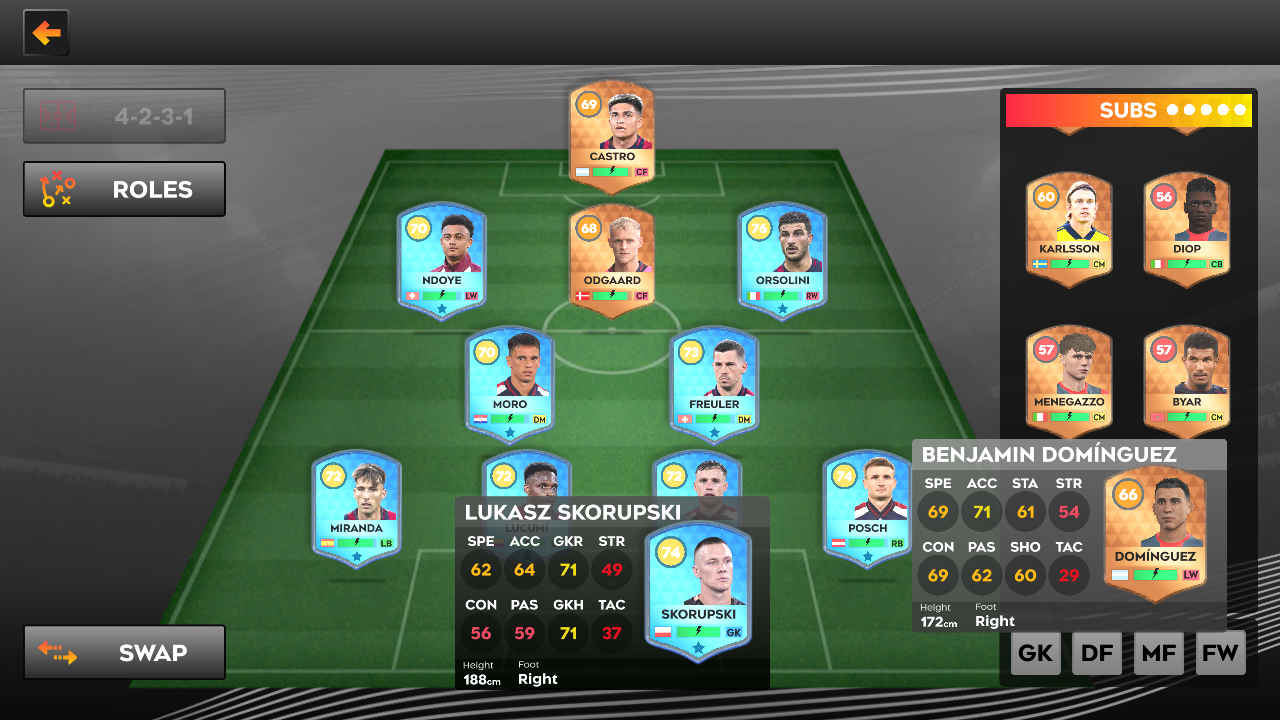 4-2-3-1
ROLES
SUBS
69
CASTRO
CF
70
NDOYE
LW
68
ODGAARD
CF
76
ORSOLINI
RW
70
MORO
DM
73
FREULER
DM
72
MIRANDA
LB
72
LUCUMÍ
72
74
POSCH
RB
60
KARLSSON
CM
56
DIOP
CB
57
MENEGAZZO
CM
57
BYAR
CM
LUKASZ SKORUPSKI
SPE ACC GKR STR
62 64 71 49
CON PAS GKH TAC
56 59 71 37
Height Foot
188cm Right
74
SKORUPSKI
GK
BENJAMIN DOMÍNGUEZ
SPE ACC STA STR
69 71 61 54
CON PAS SHO TAC
69 62 60 29
Height Foot
172cm Right
66
DOMÍNGUEZ
LW
SWAP
GK DF MF FW